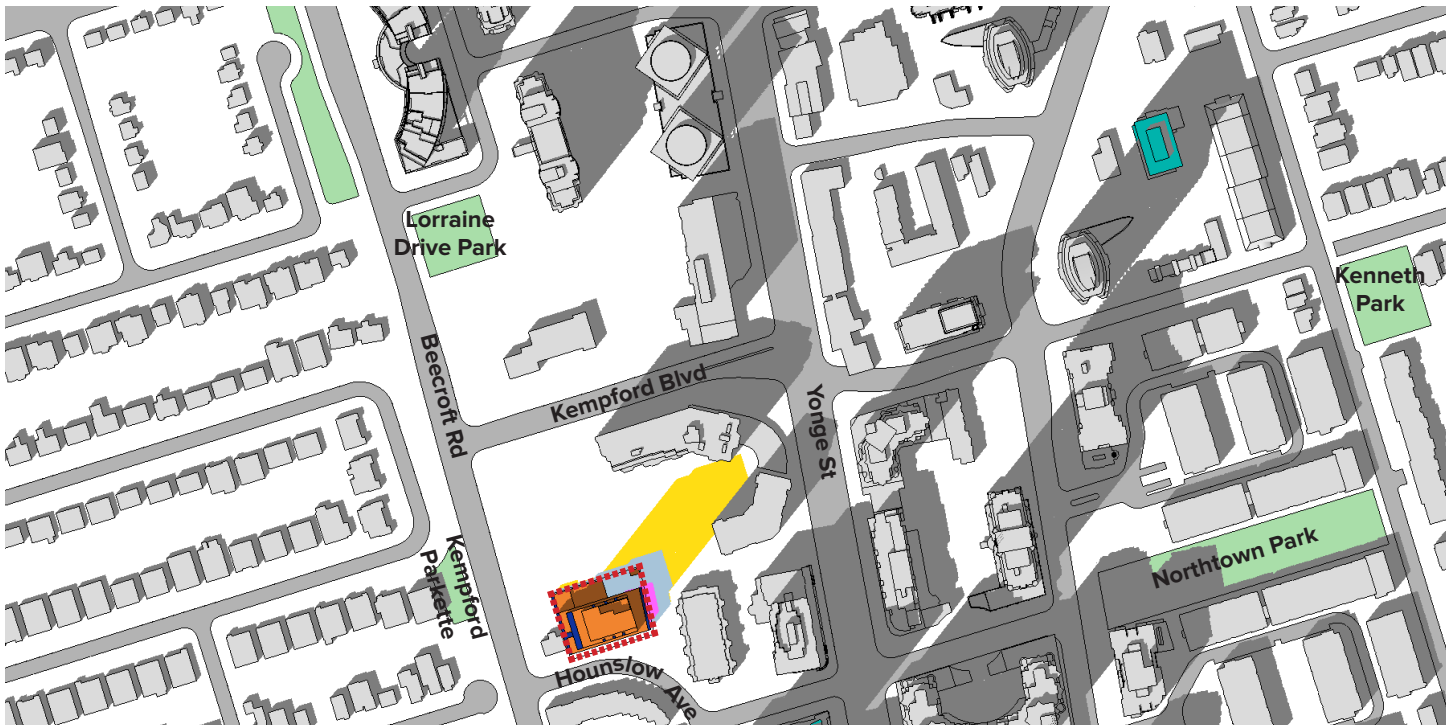 Lorraine
Drive Park
Kenneth
Park
Beecroft Rd
Kempford Blvd
Yonge St
Kempford
Parkette
Northtown Park
Hounslow Ave